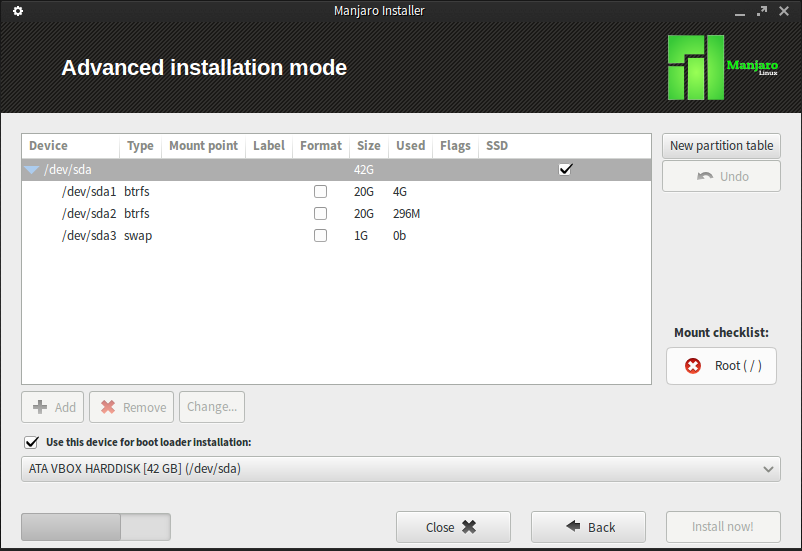 Manjaro Installer
Advanced installation mode
Manjaro
Linux
Device Type Mount point Label Format Size Used Flags SSD
New partition table
/dev/sda 42G
Undo
/dev/sda1 btrfs 20G 4G
/dev/sda2 btrfs 20G 296M
/dev/sda3 swap 1G 0b
Mount checklist:
Root ( / )
Add Remove Change...
Use this device for boot loader installation:
ATA VBOX HARDDISK [42 GB] (/dev/sda)
Close Back Install now!